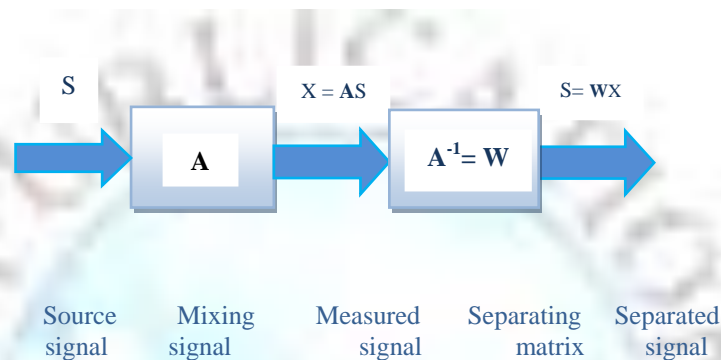 S
X = AS
S= WX
A
A⁻¹= W
Source Mixing Measured Separating Separated
signal signal signal matrix signal